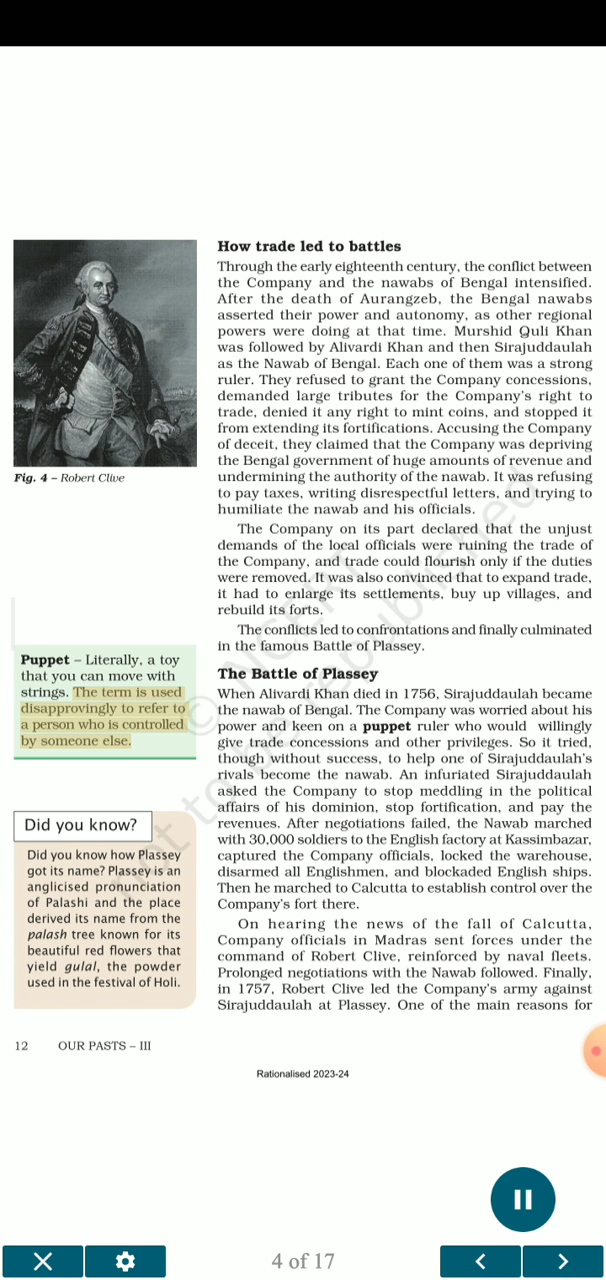 How trade led to battles
Through the early eighteenth century, the conflict between
the Company and the nawabs of Bengal intensified.
After the death of Aurangzeb, the Bengal nawabs
asserted their power and autonomy, as other regional
powers were doing at that time. Murshid Quli Khan
was followed by Alivardi Khan and then Sirajuddaulah
as the Nawab of Bengal. Each one of them was a strong
ruler. They refused to grant the Company concessions,
demanded large tributes for the Company's right to
trade, denied it any right to mint coins, and stopped it
from extending its fortifications. Accusing the Company
of deceit, they claimed that the Company was depriving
the Bengal government of huge amounts of revenue and
undermining the authority of the nawab. It was refusing
to pay taxes, writing disrespectful letters, and trying to
humiliate the nawab and his officials.
The Company on its part declared that the unjust
demands of the local officials were ruining the trade of
the Company, and trade could flourish only if the duties
were removed. It was also convinced that to expand trade,
it had to enlarge its settlements, buy up villages, and
rebuild its forts.
The conflicts led to confrontations and finally culminated
in the famous Battle of Plassey.
The Battle of Plassey
When Alivardi Khan died in 1756, Sirajuddaulah became
the nawab of Bengal. The Company was worried about his
power and keen on a puppet ruler who would willingly
give trade concessions and other privileges. So it tried,
though without success, to help one of Sirajuddaulah's
rivals become the nawab. An infuriated Sirajuddaulah
asked the Company to stop meddling in the political
affairs of his dominion, stop fortification, and pay the
revenues. After negotiations failed, the Nawab marched
with 30,000 soldiers to the English factory at Kassimbazar,
captured the Company officials, locked the warehouse,
disarmed all Englishmen, and blockaded English ships.
Then he marched to Calcutta to establish control over the
Company's fort there.
On hearing the news of the fall of Calcutta,
Company officials in Madras sent forces under the
command of Robert Clive, reinforced by naval fleets.
Prolonged negotiations with the Nawab followed. Finally,
in 1757, Robert Clive led the Company's army against
Sirajuddaulah at Plassey. One of the main reasons for
Fig. 4 – Robert Clive
Puppet – Literally, a toy
that you can move with
strings. The term is used
disapprovingly to refer to
a person who is controlled
by someone else.
Did you know?
Did you know how Plassey
got its name? Plassey is an
anglicised pronunciation
of Palashi and the place
derived its name from the
palash tree known for its
beautiful red flowers that
yield gulal, the powder
used in the festival of Holi.
12 OUR PASTS – III
Rationalised 2023-24
© NCERT
not to be republished
4 of 17